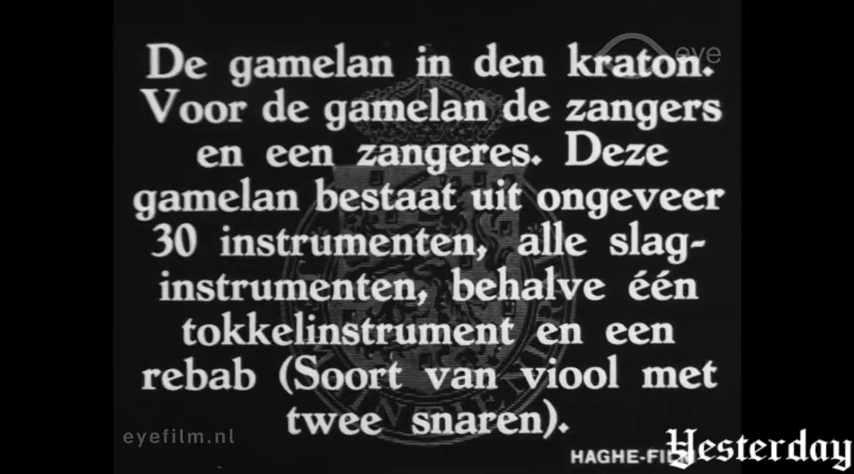 eye
De gamelan in den kraton.
Voor de gamelan de zangers
en een zangeres. Deze
gamelan bestaat uit ongeveer
30 instrumenten, alle slag-
instrumenten, behalve één
tokkelinstrument en een
rebab (Soort van viool met
twee snaren).
eyefilm.nl
HAGHE-FILM
Yesterday